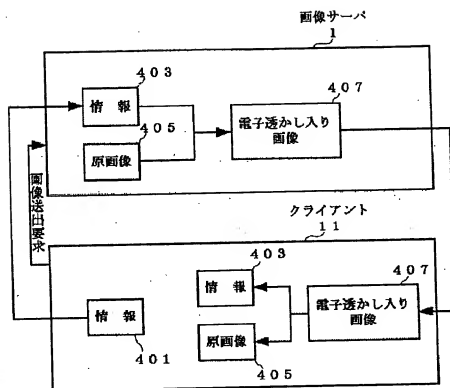 画像サーバ
1
403
情 報
405
原画像
407
電子透かし入り
画像
画像送出要求
クライアント
11
403
情 報
407
電子透かし入り
画像
情 報
401
原画像
405